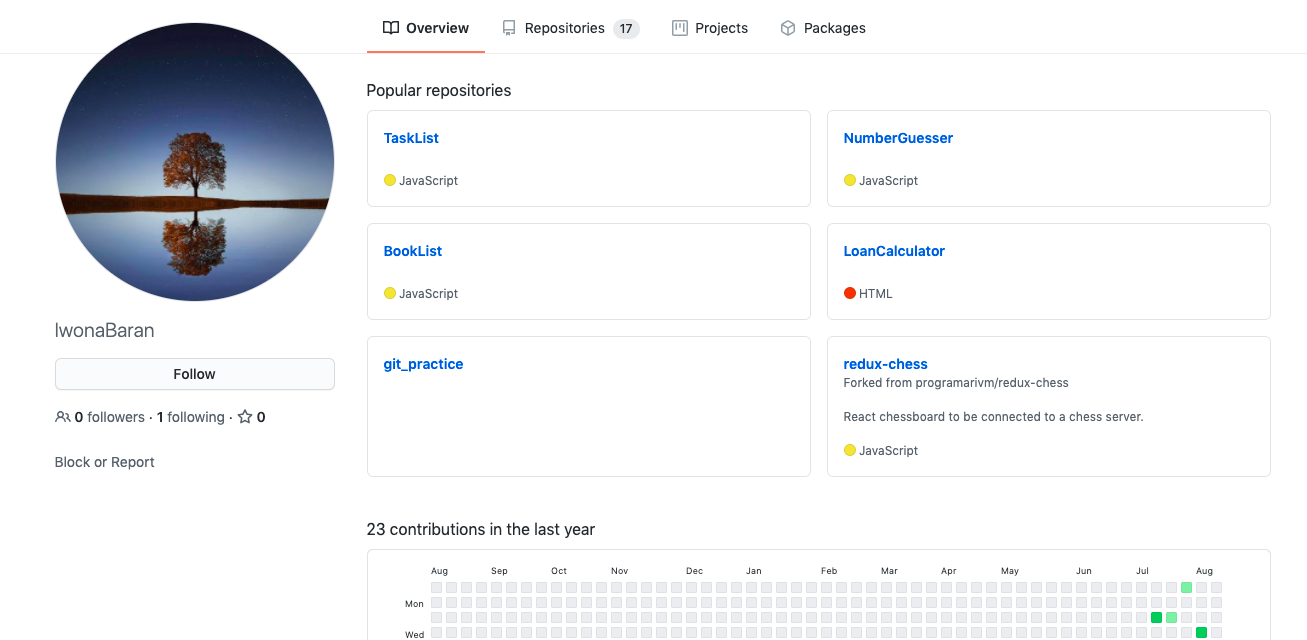 Overview Repositories 17 Projects Packages
IwonaBaran
Follow
0 followers · 1 following · 0
Block or Report
Popular repositories
TaskList
JavaScript
NumberGuesser
JavaScript
BookList
JavaScript
LoanCalculator
HTML
git_practice
redux-chess
Forked from programarivm/redux-chess
React chessboard to be connected to a chess server.
JavaScript
23 contributions in the last year
Aug Sep Oct Nov Dec Jan Feb Mar Apr May Jun Jul Aug
Mon
Wed